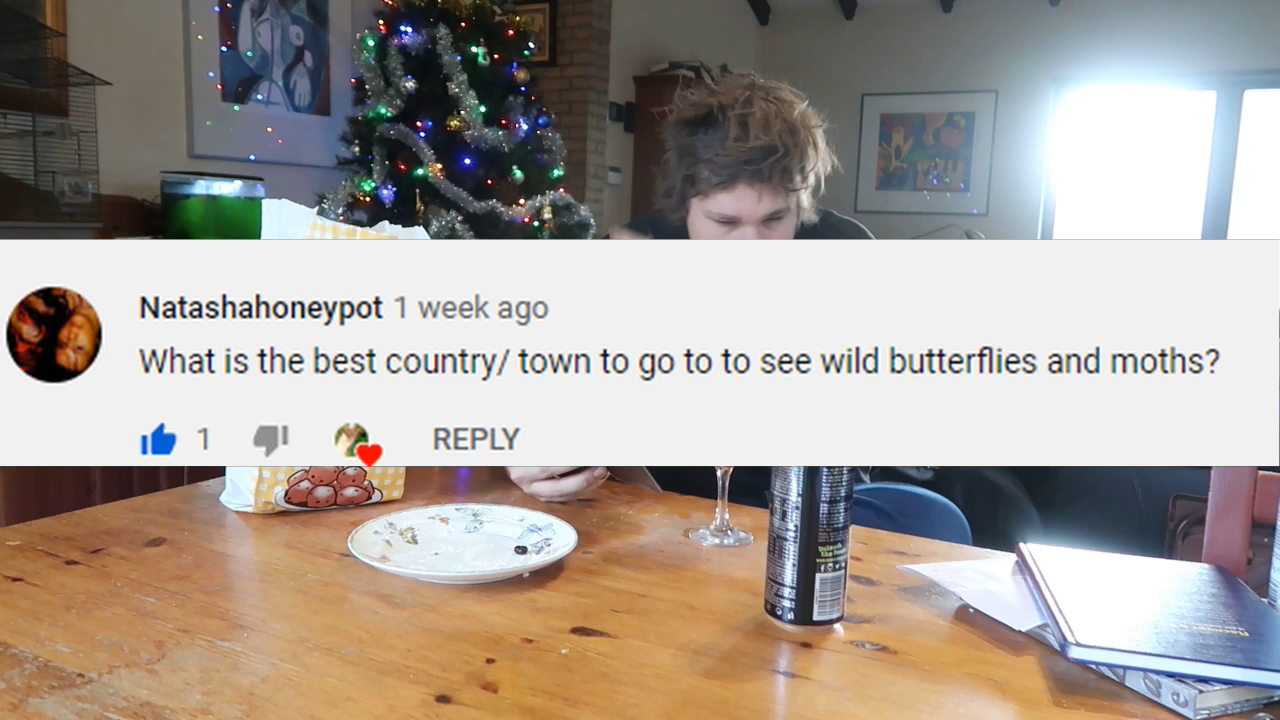 Natashahoneypot 1 week ago
What is the best country/ town to go to to see wild butterflies and moths?
1 REPLY